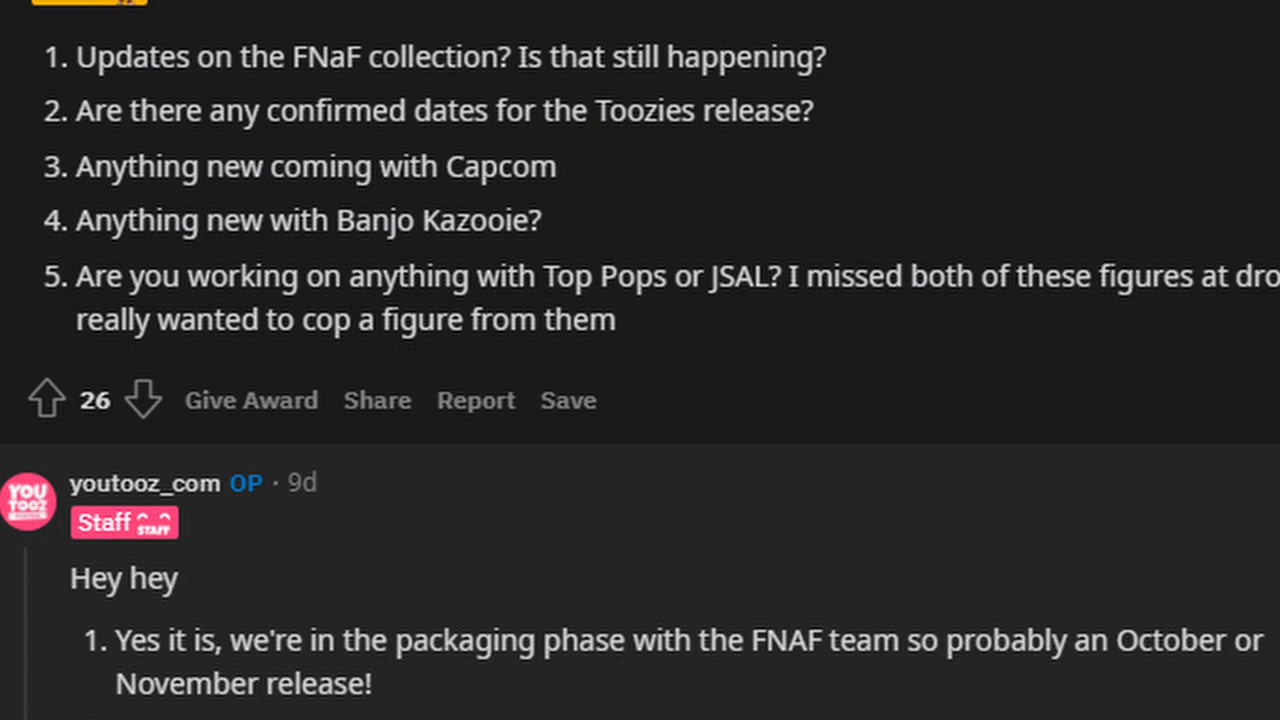 1. Updates on the FNaF collection? Is that still happening?
2. Are there any confirmed dates for the Toozies release?
3. Anything new coming with Capcom
4. Anything new with Banjo Kazooie?
5. Are you working on anything with Top Pops or JSAL? I missed both of these figures at
really wanted to cop a figure from them
26 Give Award Share Report Save
youtooz_com OP · 9d
YOU TOOZ
Staff STAFF
Hey hey
1. Yes it is, we're in the packaging phase with the FNAF team so probably an October or
November release!